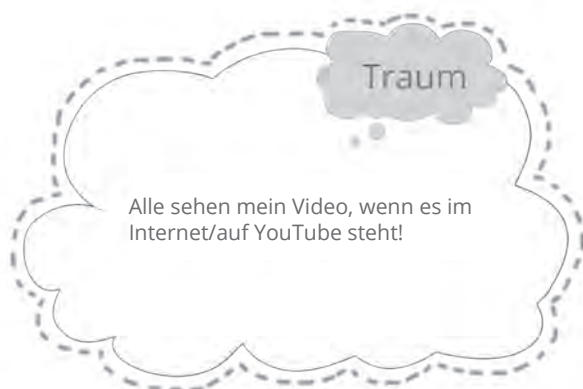 Traum
Alle sehen mein Video, wenn es im
Internet/auf YouTube steht!